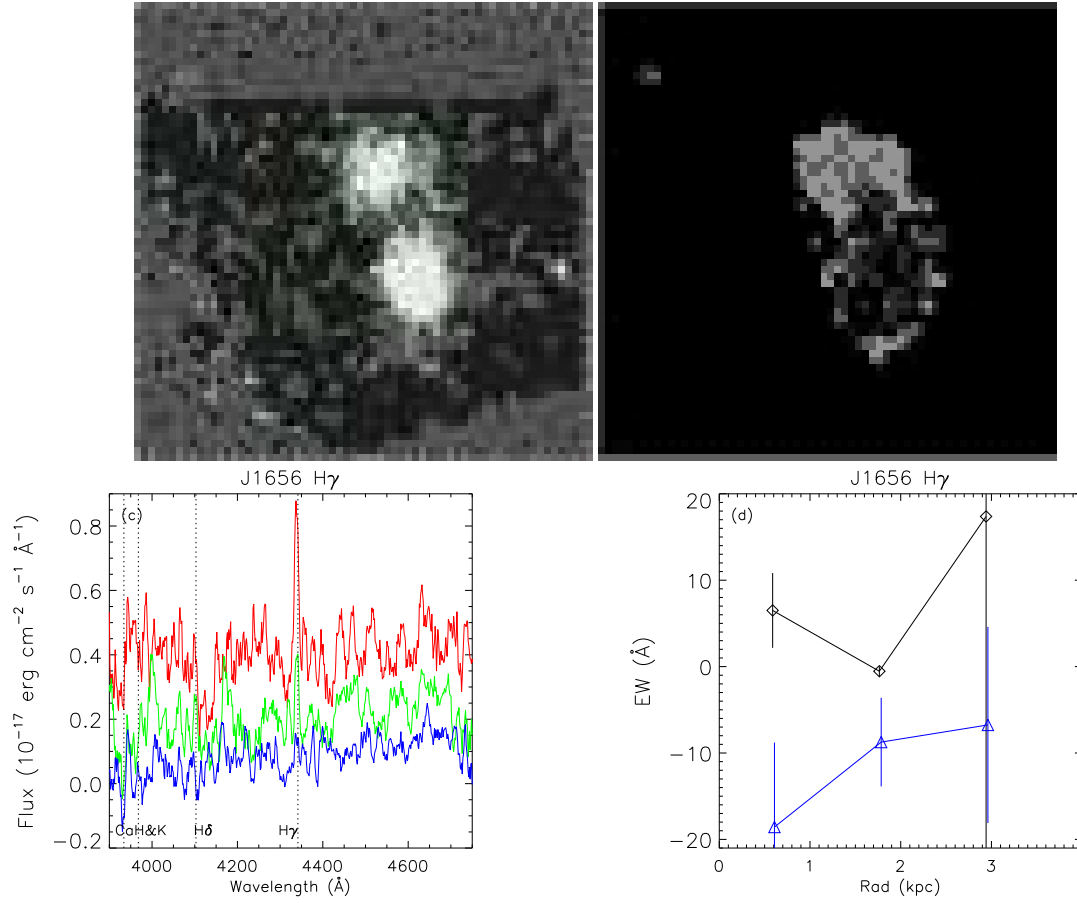 J1656 Hγ
(c)
0.8
0.6
0.4
0.2
0.0
−0.2
Flux (10⁻¹⁷ erg cm⁻² s⁻¹ Å⁻¹)
CaH&K
Hδ
Hγ
4000 4200 4400 4600
Wavelength (Å)
J1656 Hγ
(d)
20
10
0
−10
−20
EW (Å)
0 1 2 3
Rad (kpc)